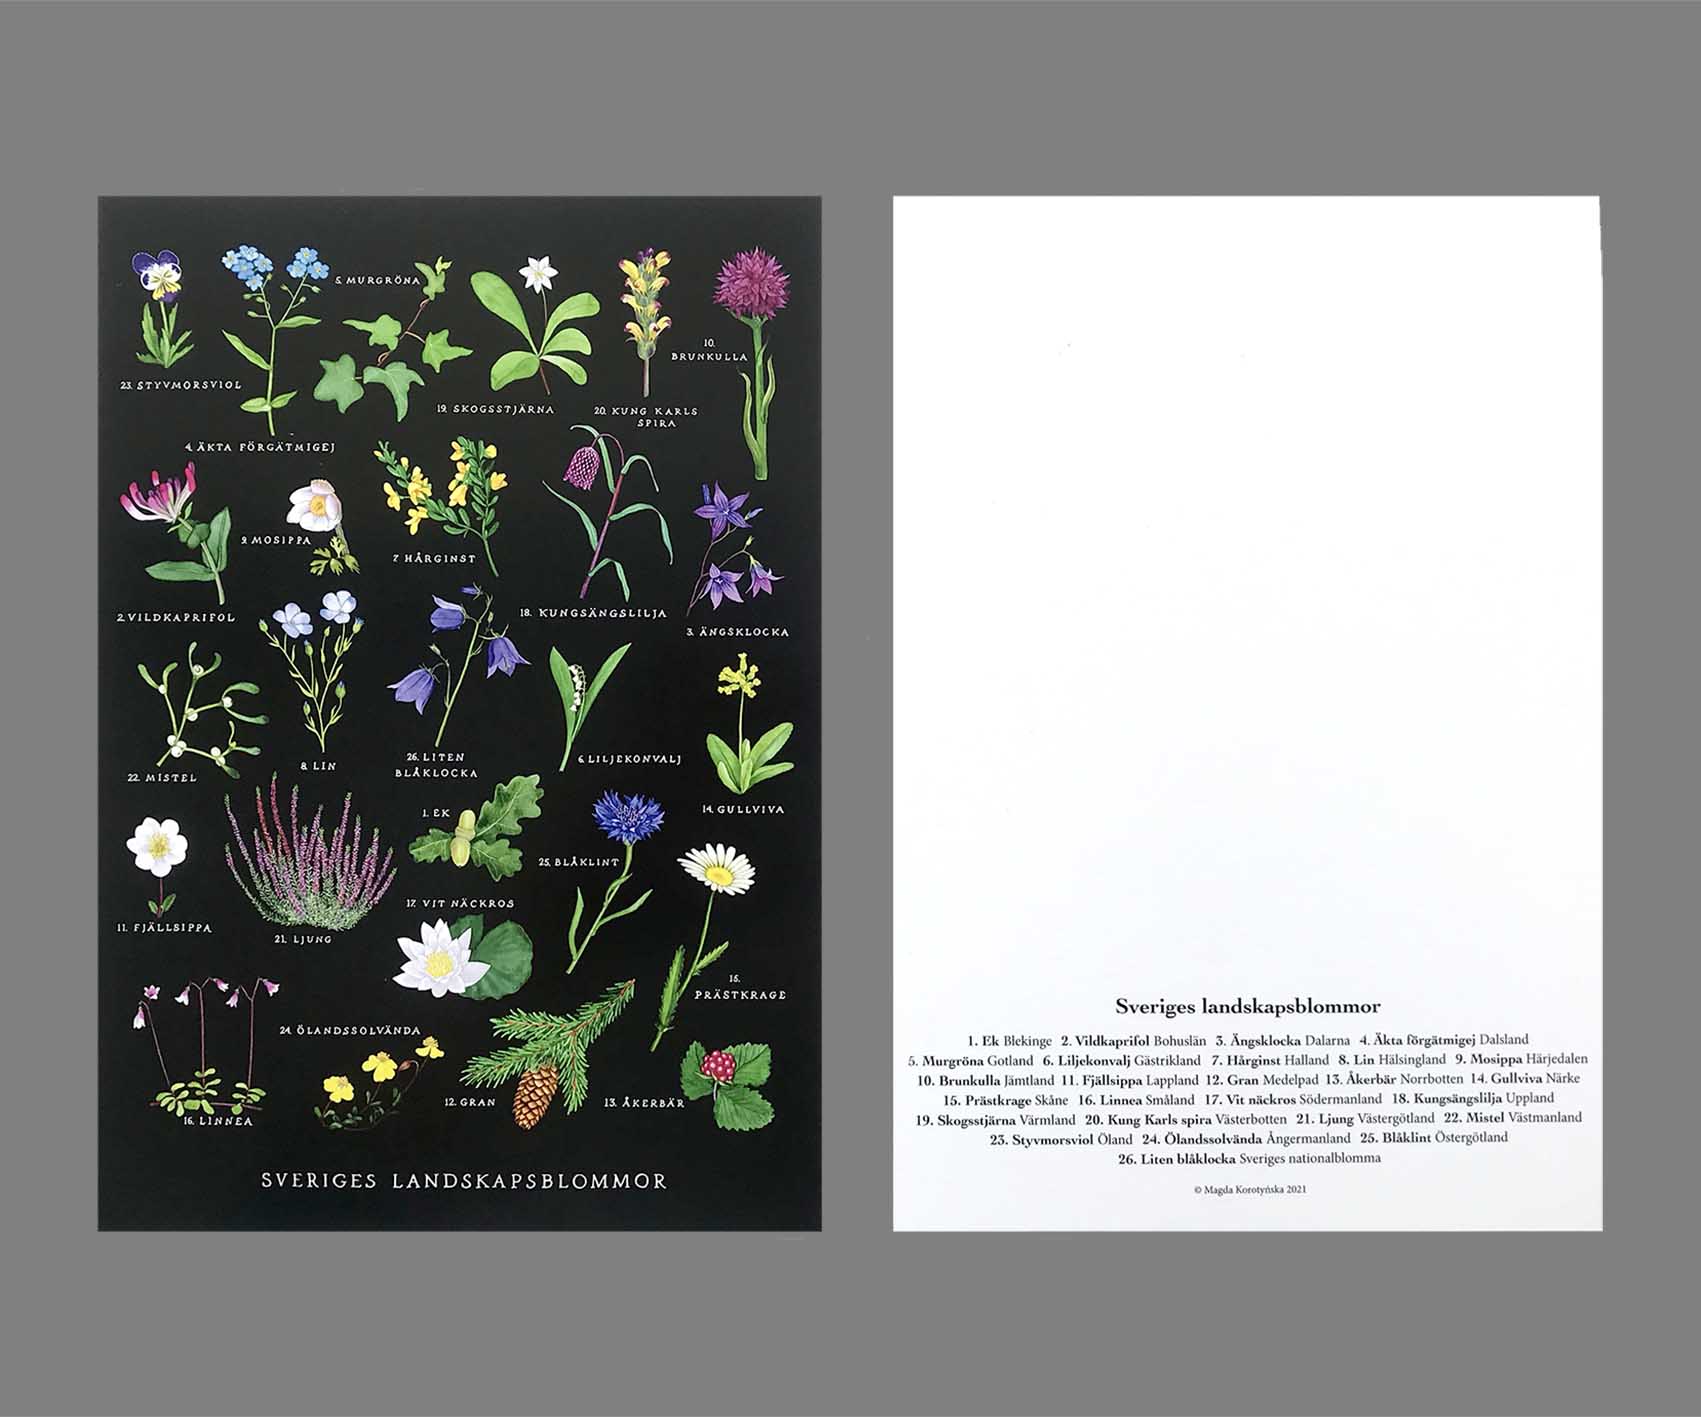 5. MURGRÖNA
10.
BRUNKULLA
23. STYVMORSVIOL
19. SKOGSSTJÄRNA
20. KUNG KARLS
SPIRA
4. ÄKTA FÖRGÄTMIGEJ
9. MOSIPPA
7. HÅRGINST
2. VILDKAPRIFOL
18. KUNGSÄNGSLILJA
3. ÄNGSKLOCKA
22. MISTEL
8. LIN
26. LITEN
BLÅKLOCKA
6. LILJEKONVALJ
14. GULLVIVA
1. EK
25. BLÅKLINT
11. FJÄLLSIPPA
21. LJUNG
17. VIT NÄCKROS
15.
PRÄSTKRAGE
24. ÖLANDSSOLVÄNDA
16. LINNEA
12. GRAN
13. ÅKERBÄR
SVERIGES LANDSKAPSBLOMMOR
Sveriges landskapsblommor
1. Ek Blekinge 2. Vildkaprifol Bohuslän 3. Ängsklocka Dalarna 4. Äkta förgätmigej Dalsland
5. Murgröna Gotland 6. Liljekonvalj Gästrikland 7. Hårginst Halland 8. Lin Hälsingland 9. Mosippa Härjedalen
10. Brunkulla Jämtland 11. Fjällsippa Lappland 12. Gran Medelpad 13. Åkerbär Norrbotten 14. Gullviva Närke
15. Prästkrage Skåne 16. Linnea Småland 17. Vit näckros Södermanland 18. Kungsängslilja Uppland
19. Skogsstjärna Värmland 20. Kung Karls spira Västerbotten 21. Ljung Västergötland 22. Mistel Västmanland
23. Styvmorsviol Öland 24. Ölandssolvända Ångermanland 25. Blåklint Östergötland
26. Liten blåklocka Sveriges nationalblomma
© Magda Korotyńska 2021